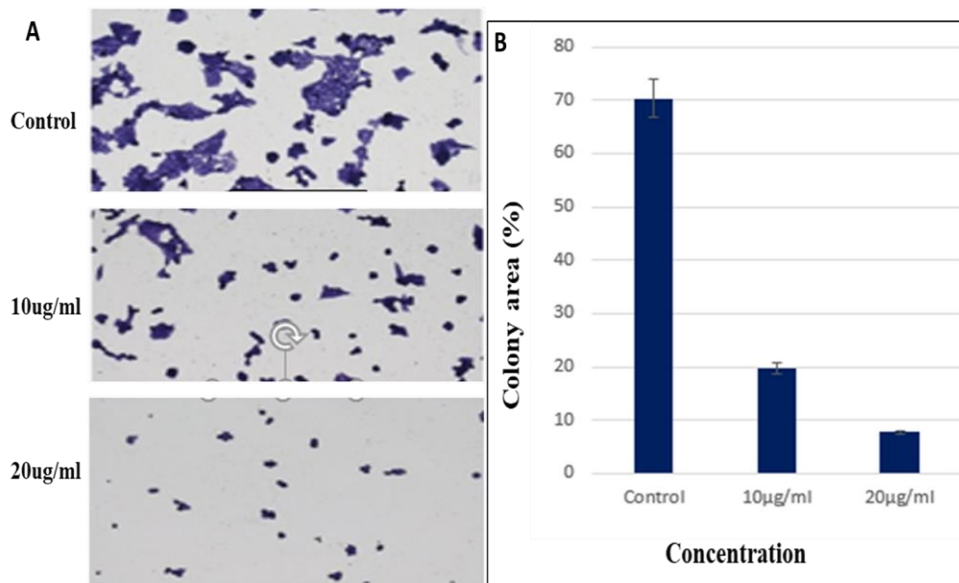 A
Control
10ug/ml
20ug/ml
B
Colony area (%)
80
70
60
50
40
30
20
10
0
Control
10µg/ml
20µg/ml
Concentration